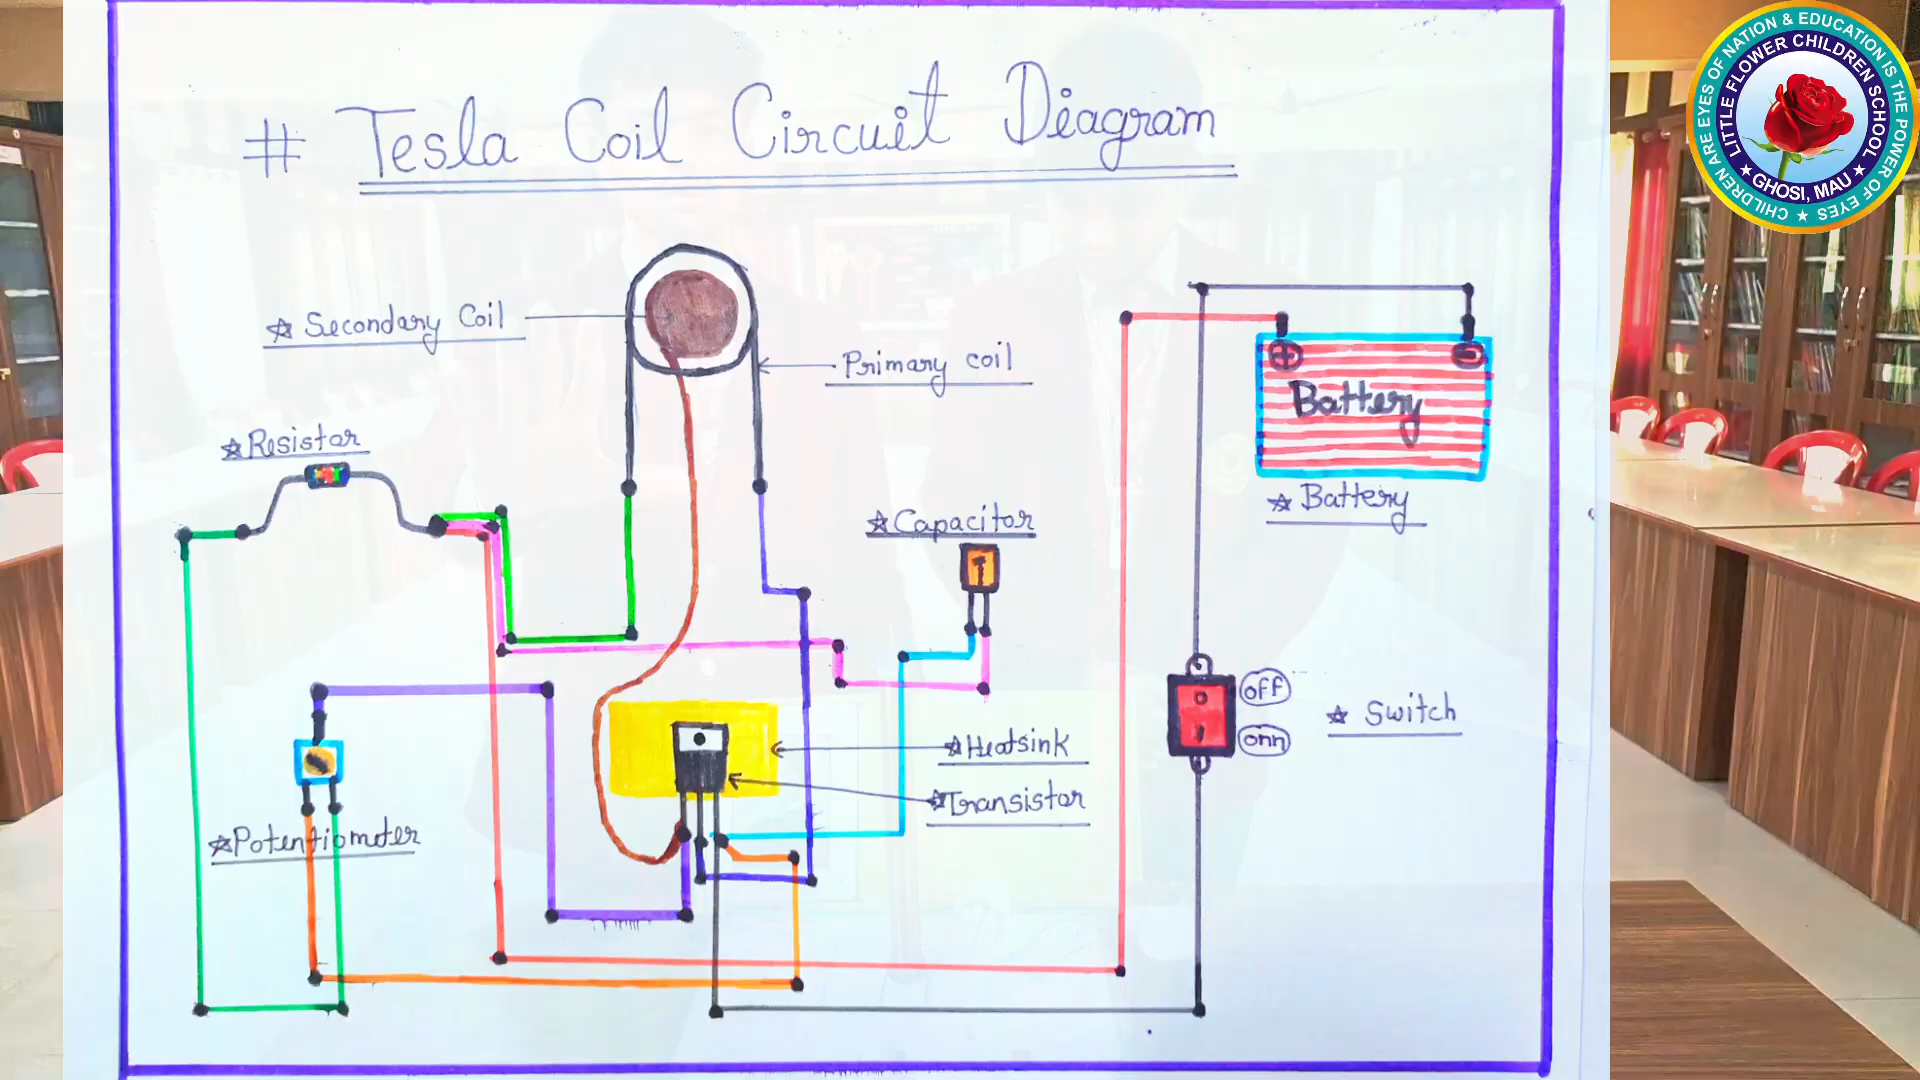 # Tesla Coil Circuit Diagram
☆ Secondary Coil
☆ Primary coil
☆ Resistor
☆ Capacitor
+ -
Battery
☆ Battery
OFF
Onn
☆ Switch
☆ Heatsink
☆ Transistor
☆ Potentiometer
CHILDREN ARE EYES OF NATION & EDUCATION IS THE POWER OF EYES ★
LITTLE FLOWER CHILDREN SCHOOL
★ GHOSI, MAU ★